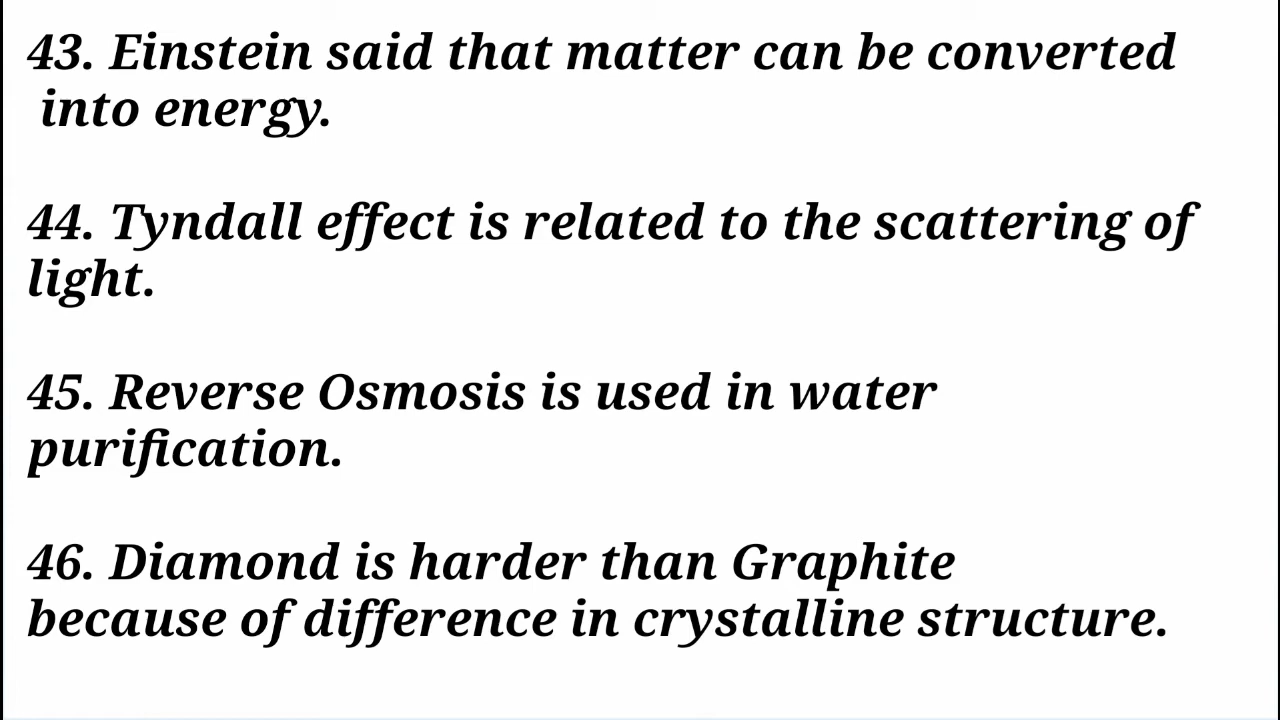 43. Einstein said that matter can be converted
into energy.
44. Tyndall effect is related to the scattering of
light.
45. Reverse Osmosis is used in water
purification.
46. Diamond is harder than Graphite
because of difference in crystalline structure.